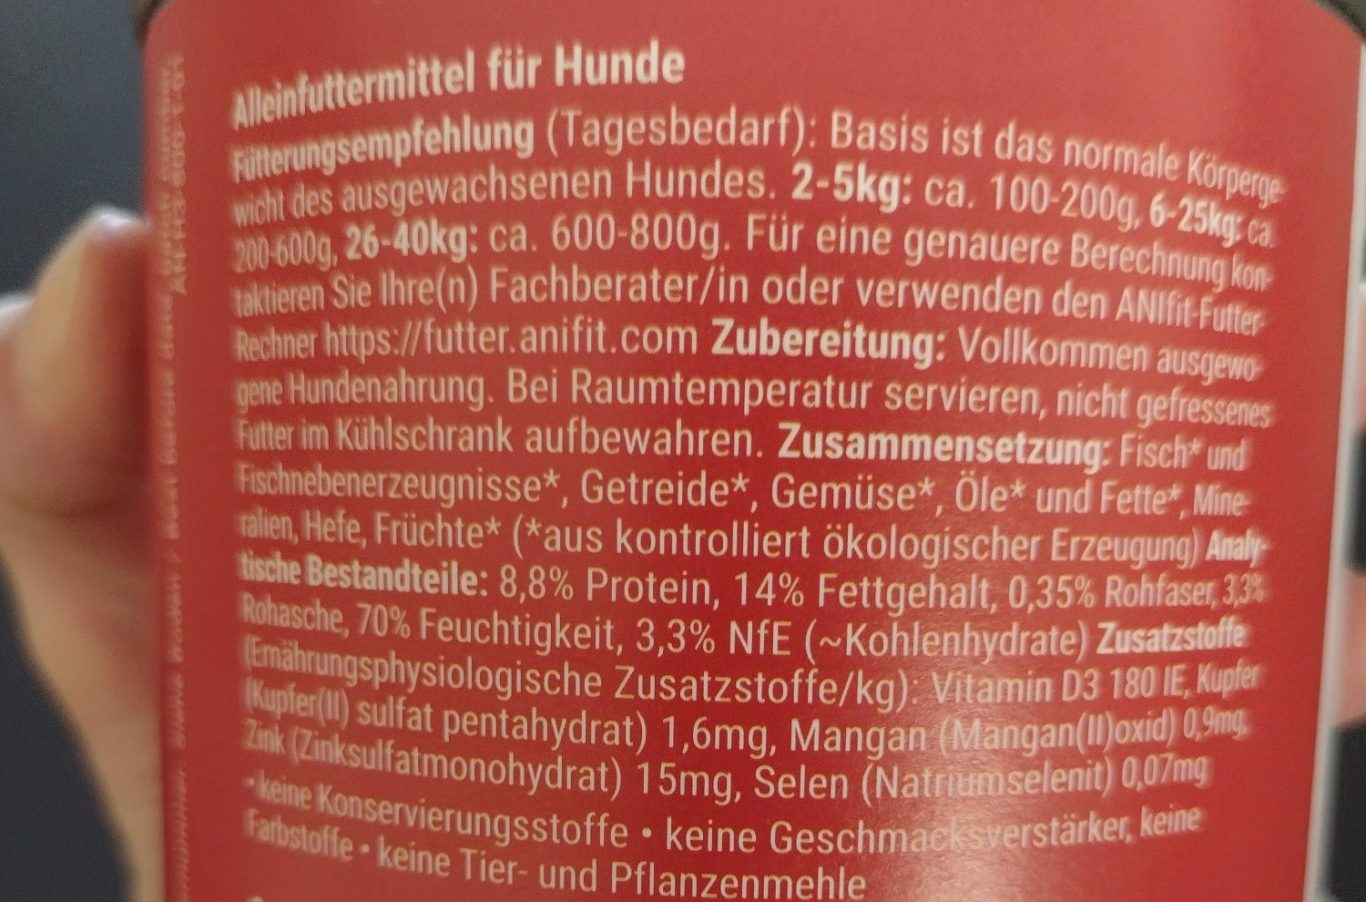 Alleinfuttermittel für Hunde
Fütterungsempfehlung (Tagesbedarf): Basis ist das normale Körperge-
wicht des ausgewachsenen Hundes. 2-5kg: ca. 100-200g, 6-25kg: ca.
200-600g, 26-40kg: ca. 600-800g. Für eine genauere Berechnung kon-
taktieren Sie Ihre(n) Fachberater/in oder verwenden den ANIfit-Futter-
Rechner https://futter.anifit.com Zubereitung: Vollkommen ausgewo-
gene Hundenahrung. Bei Raumtemperatur servieren, nicht gefressenes
Futter im Kühlschrank aufbewahren. Zusammensetzung: Fisch* und
Fischnebenerzeugnisse*, Getreide*, Gemüse*, Öle* und Fette*, Mine-
ralien, Hefe, Früchte* (*aus kontrolliert ökologischer Erzeugung) Analy-
tische Bestandteile: 8,8% Protein, 14% Fettgehalt, 0,35% Rohfaser, 3,3%
Rohasche, 70% Feuchtigkeit, 3,3% NfE (~Kohlenhydrate) Zusatzstoffe
(Ernährungsphysiologische Zusatzstoffe/kg): Vitamin D3 180 IE, Kupfer
(Kupfer(II) sulfat pentahydrat) 1,6mg, Mangan (Mangan(II)oxid) 0,9mg,
Zink (Zinksulfatmonohydrat) 15mg, Selen (Natriumselenit) 0,07mg
• keine Konservierungsstoffe • keine Geschmacksverstärker, keine
Farbstoffe • keine Tier- und Pflanzenmehle